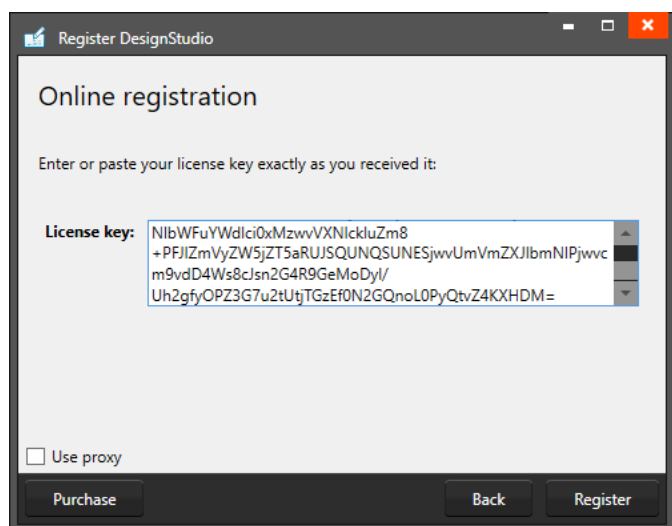 Register DesignStudio
Online registration
Enter or paste your license key exactly as you received it:
License key:
NlbWFuYWdlci0xMzwvVXNlckluZm8
+PFJlZmVyZW5jZT5aRUJSQUNQSUNESjwvUmVmZXJlbmNlPjwvc
m9vdD4Ws8cJsn2G4R9GeMoDyl/
Uh2gfyOPZ3G7u2tUtjTGzEf0N2GQnoL0PyQtvZ4KXHDM=
Use proxy
Purchase
Back
Register